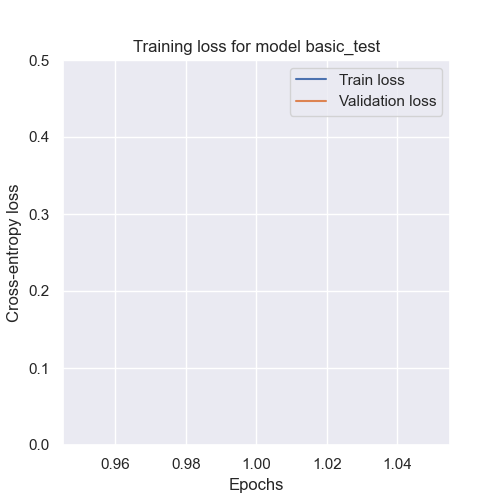 Training loss for model basic_test
Train loss
Validation loss
Cross-entropy loss
0.5
0.4
0.3
0.2
0.1
0.0
0.96 0.98 1.00 1.02 1.04
Epochs